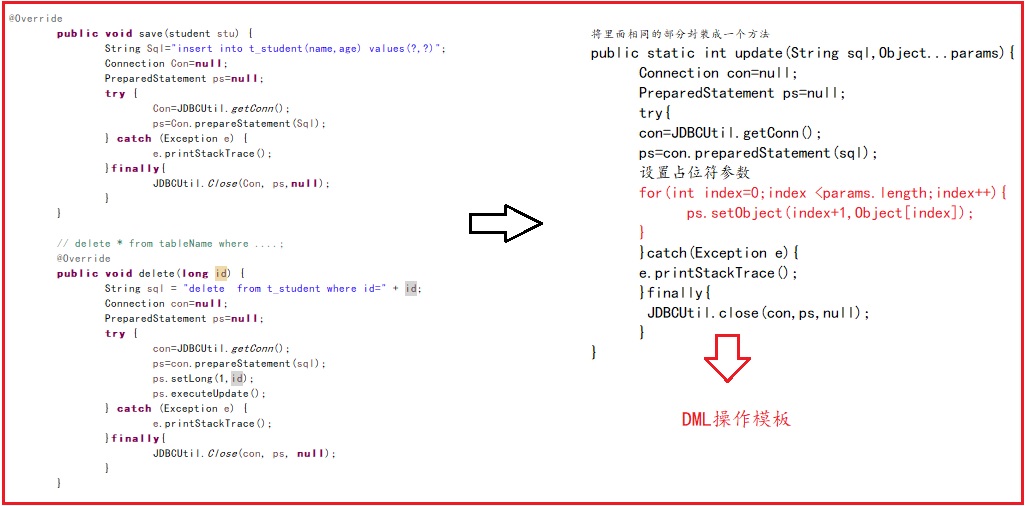 @Override
public void save(student stu) {
String Sql="insert into t_student(name,age) values(?,?)";
Connection Con=null;
PreparedStatement ps=null;
try {
Con=JDBCUtil.getConn();
ps=Con.prepareStatement(Sql);
} catch (Exception e) {
e.printStackTrace();
}finally{
JDBCUtil.Close(Con, ps,null);
}
}
// delete * from tableName where ....;
@Override
public void delete(long id) {
String sql = "delete  from t_student where id=" + id;
Connection con=null;
PreparedStatement ps=null;
try {
con=JDBCUtil.getConn();
ps=con.prepareStatement(sql);
ps.setLong(1,id);
ps.executeUpdate();
} catch (Exception e) {
e.printStackTrace();
}finally{
JDBCUtil.Close(con, ps, null);
}
}
将里面相同的部分封装成一个方法
public static int update(String sql,Object...params){
Connection con=null;
PreparedStatement ps=null;
try{
con=JDBCUtil.getConn();
ps=con.preparedStatement(sql);
设置占位符参数
for(int index=0;index <params.length;index++){
ps.setObject(index+1,Object[index]);
}
}catch(Exception e){
e.printStackTrace();
}finally{
JDBCUtil.close(con,ps,null);
}
}
DML操作模板